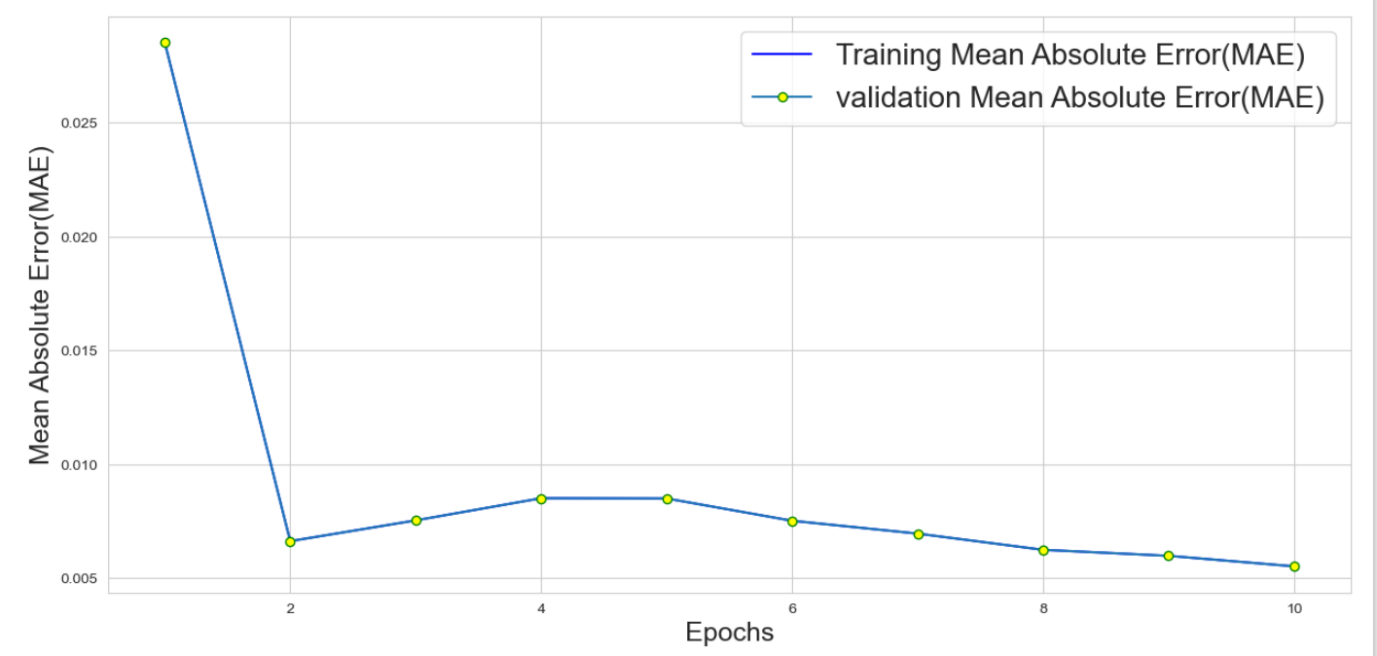 Training Mean Absolute Error(MAE)
validation Mean Absolute Error(MAE)
Mean Absolute Error(MAE)
0.025
0.020
0.015
0.010
0.005
2 4 6 8 10
Epochs